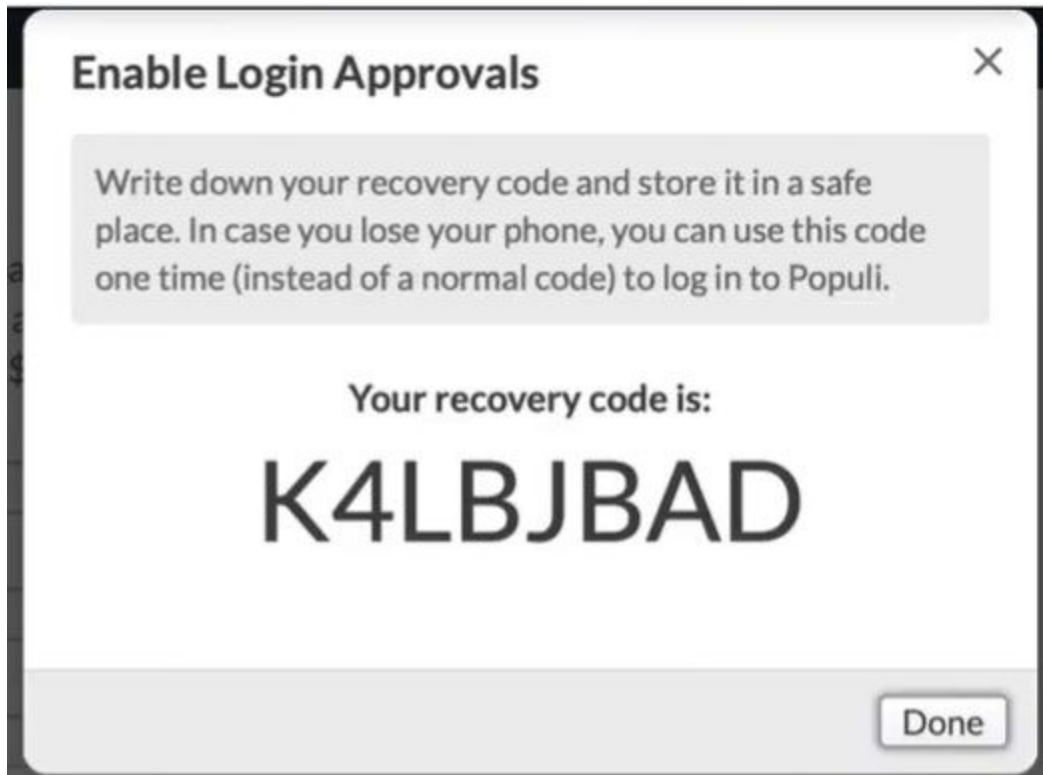 Enable Login Approvals
Write down your recovery code and store it in a safe
place. In case you lose your phone, you can use this code
one time (instead of a normal code) to log in to Populi.
Your recovery code is:
K4LBJBAD
Done